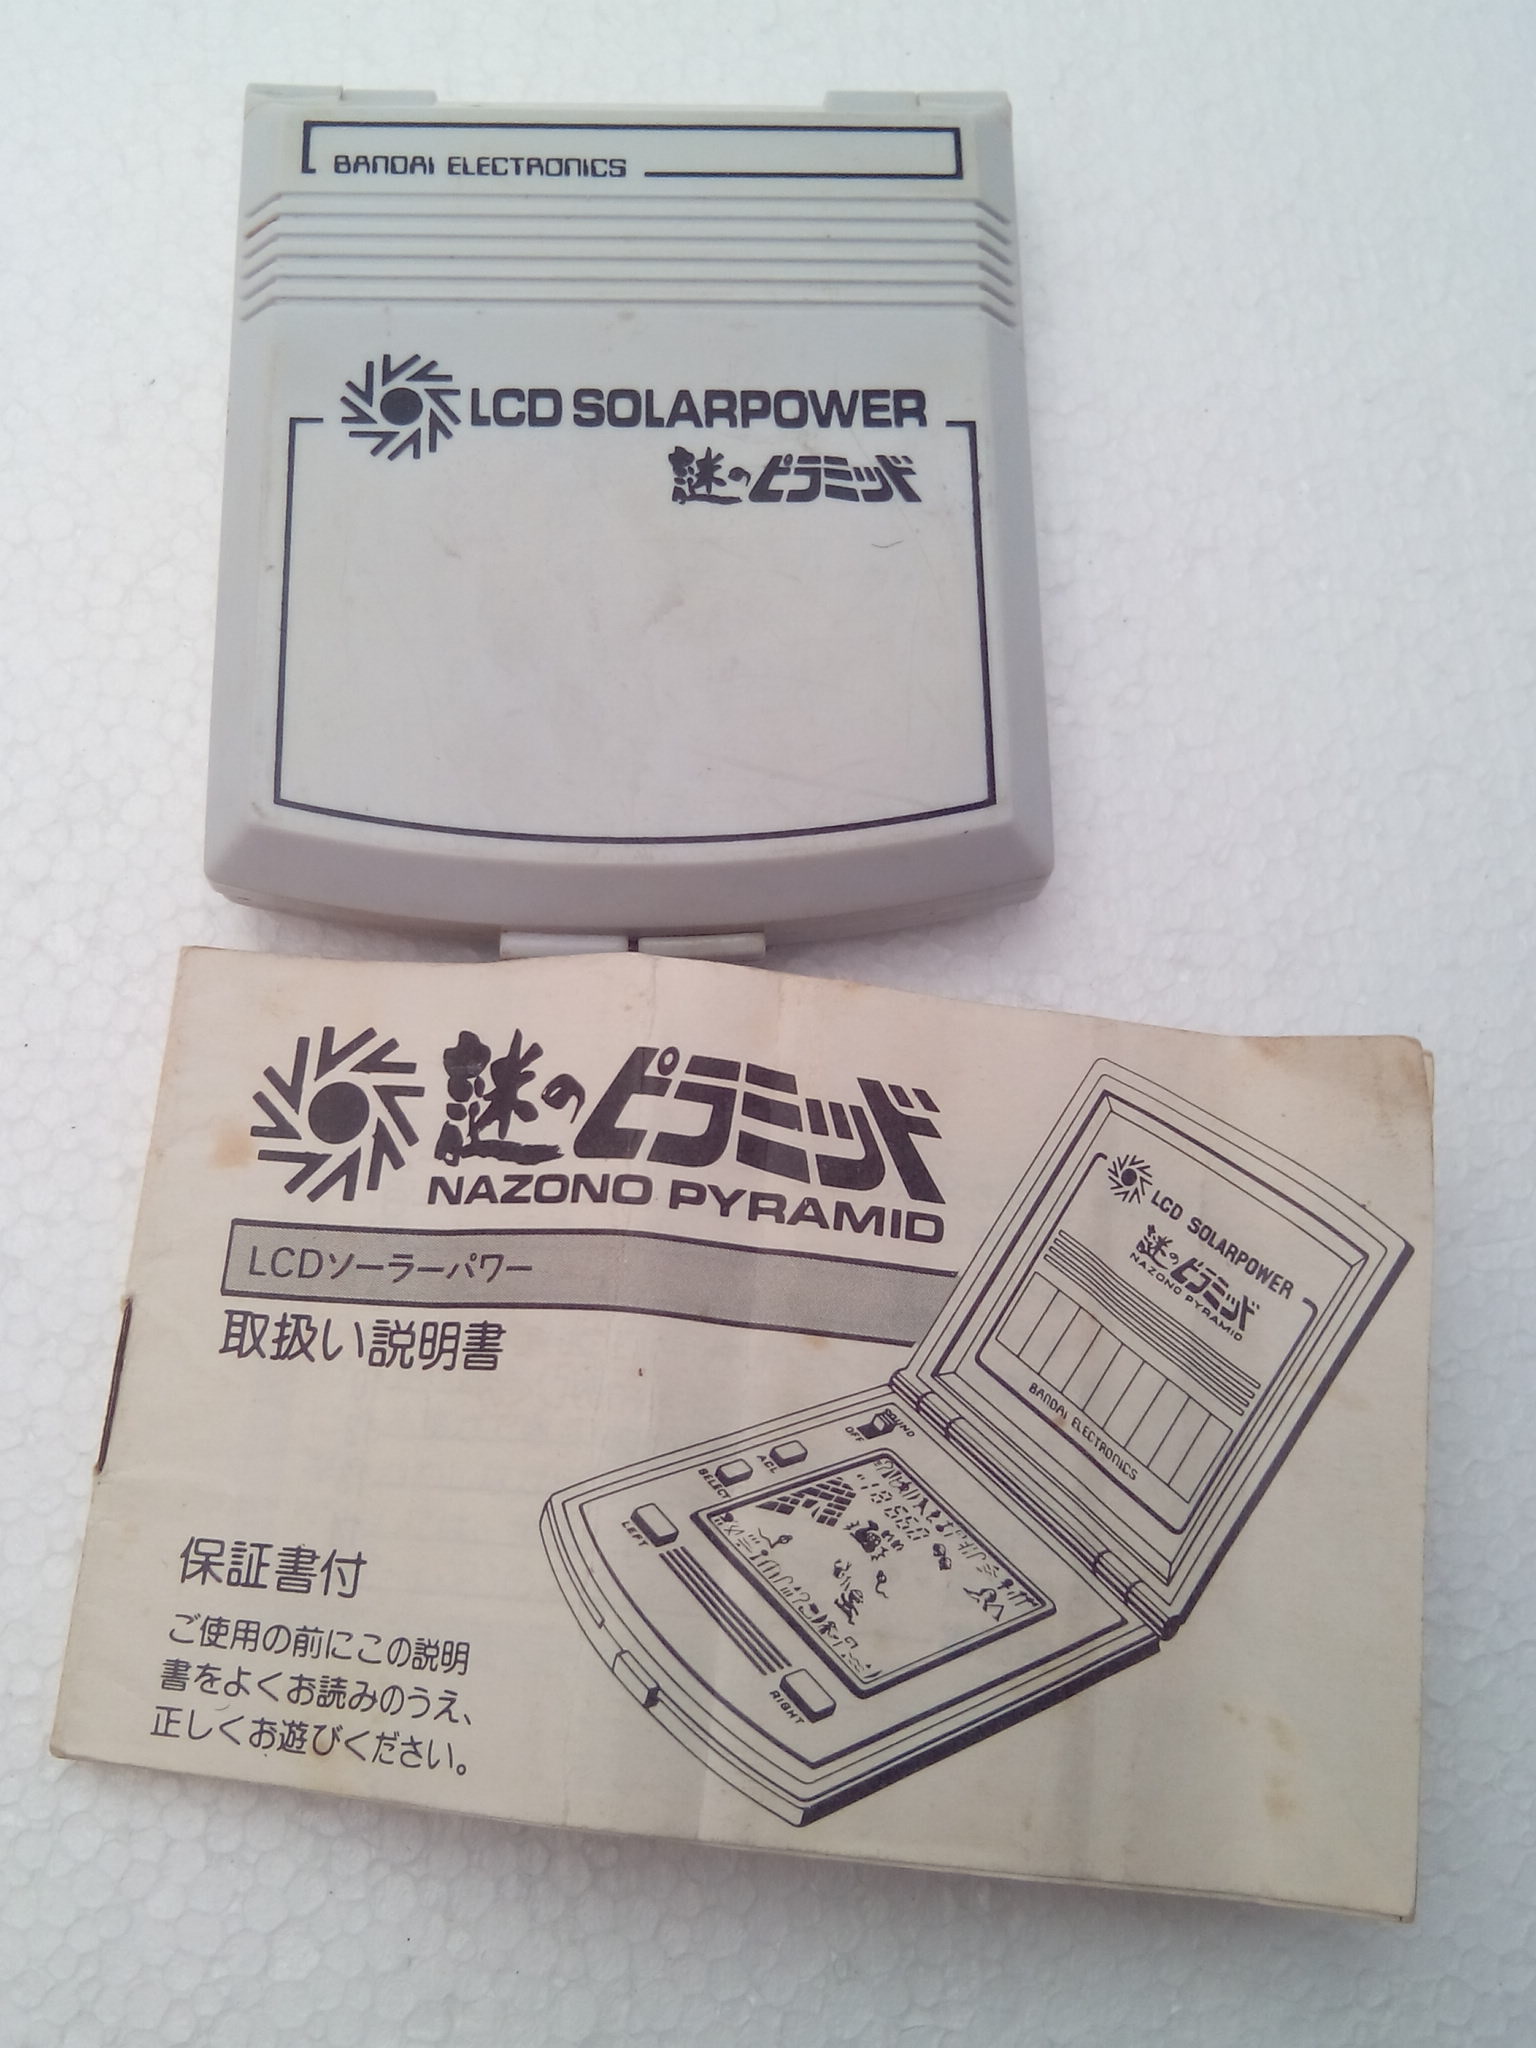 BANDAI ELECTRONICS
LCD SOLARPOWER
謎のピラミッド
謎のピラミッド
NAZONO PYRAMID
LCDソーラーパワー
取扱い説明書
保証書付
ご使用の前にこの説明
書をよくお読みのうえ、
正しくお遊びください。
LCD SOLARPOWER
謎のピラミッド
NAZONO PYRAMID
BANDAI ELECTRONICS
SOUND
OFF
ACL
SELECT
LEFT
RIGHT